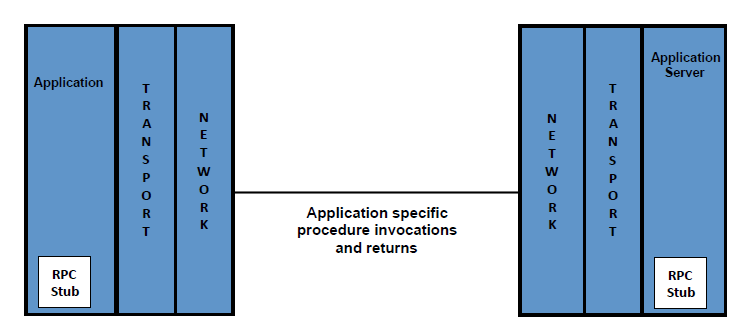 Application
TRANSPORT
NETWORK
RPC
Stub
Application specific
procedure invocations
and returns
NETWORK
TRANSPORT
Application
Server
RPC
Stub